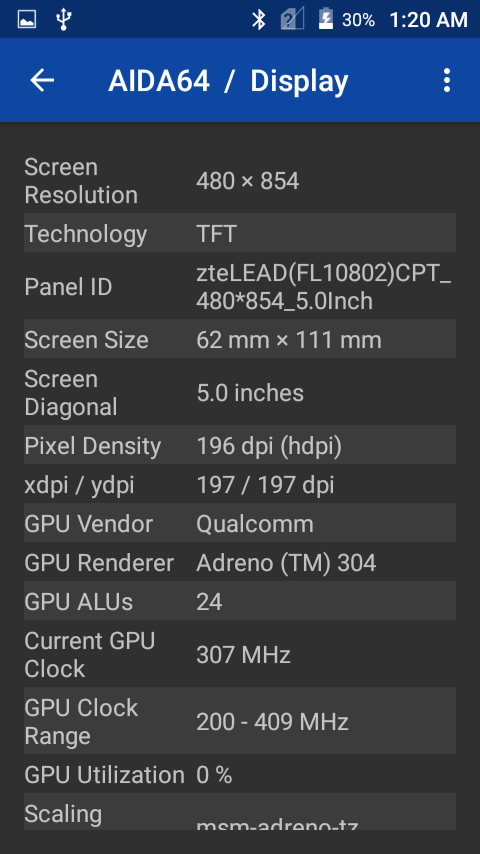 30% 1:20 AM
AIDA64 / Display
Screen Resolution 480 × 854
Technology TFT
Panel ID zteLEAD(FL10802)CPT_480*854_5.0Inch
Screen Size 62 mm × 111 mm
Screen Diagonal 5.0 inches
Pixel Density 196 dpi (hdpi)
xdpi / ydpi 197 / 197 dpi
GPU Vendor Qualcomm
GPU Renderer Adreno (TM) 304
GPU ALUs 24
Current GPU Clock 307 MHz
GPU Clock Range 200 - 409 MHz
GPU Utilization 0 %
Scaling msm-adreno-tz